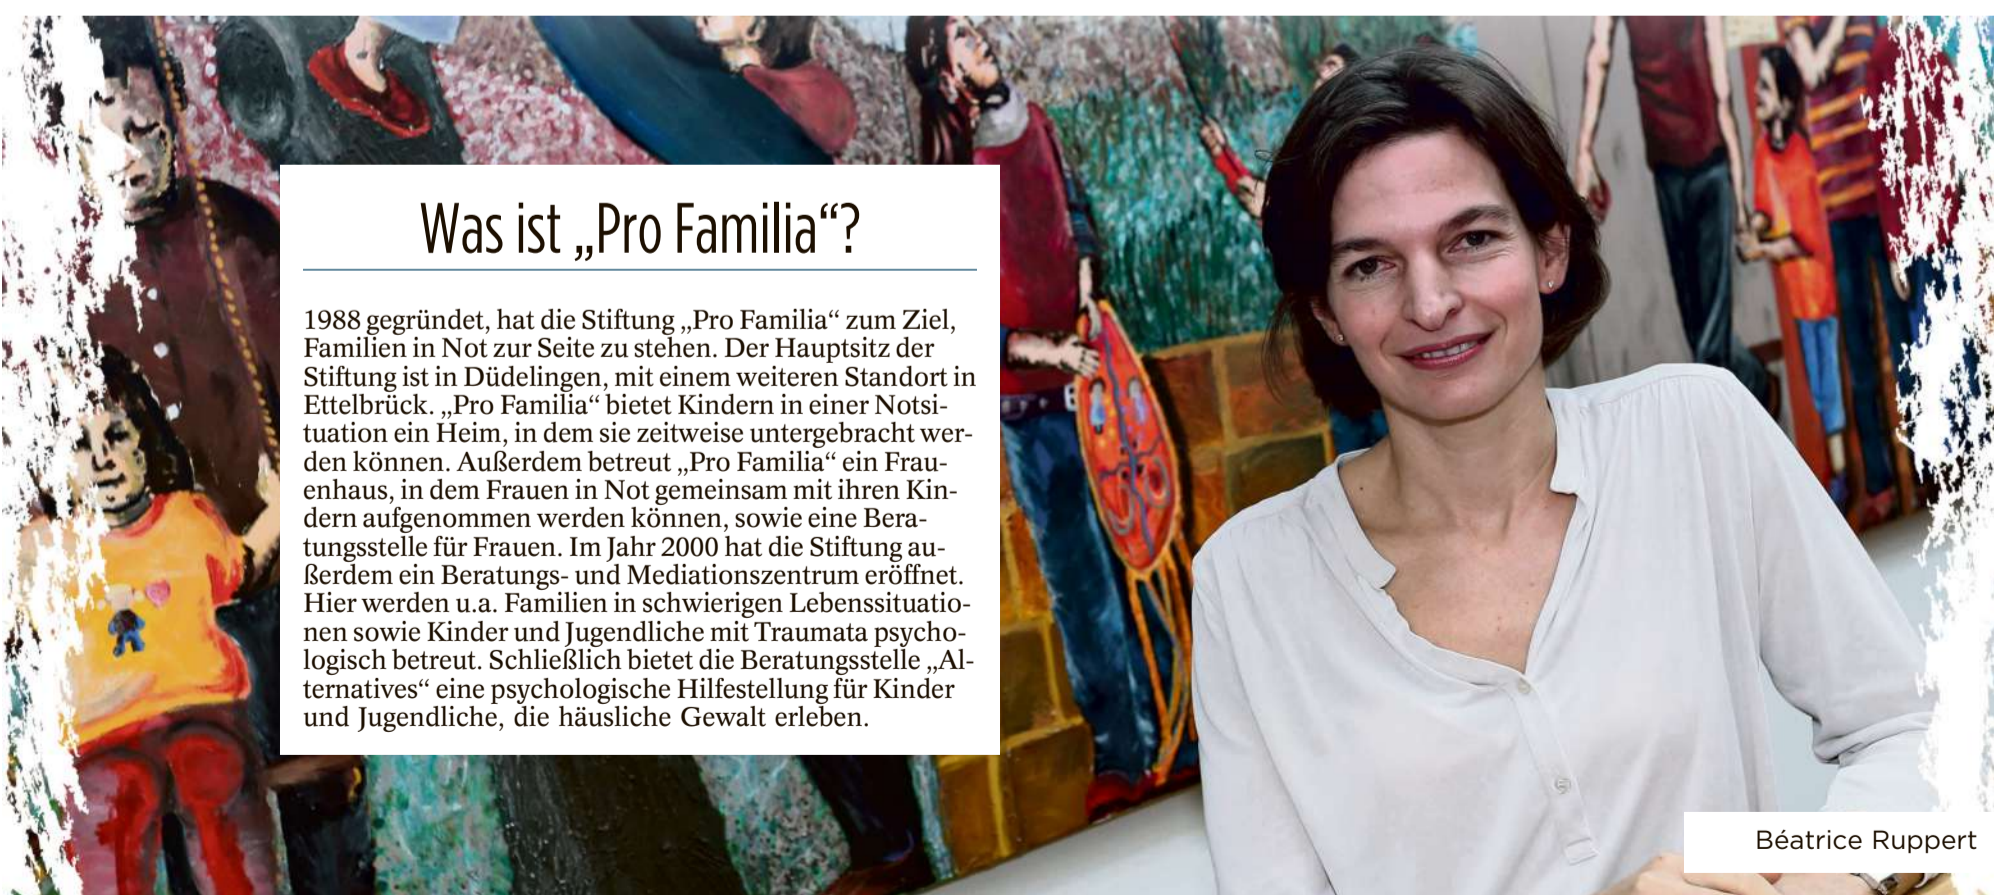 Was ist „Pro Familia“?
1988 gegründet, hat die Stiftung „Pro Familia“ zum Ziel,
Familien in Not zur Seite zu stehen. Der Hauptsitz der
Stiftung ist in Düdelingen, mit einem weiteren Standort in
Ettelbrück. „Pro Familia“ bietet Kindern in einer Notsi-
tuation ein Heim, in dem sie zeitweise untergebracht wer-
den können. Außerdem betreut „Pro Familia“ ein Frau-
enhaus, in dem Frauen in Not gemeinsam mit ihren Kin-
dern aufgenommen werden können, sowie eine Bera-
tungsstelle für Frauen. Im Jahr 2000 hat die Stiftung au-
ßerdem ein Beratungs- und Mediationszentrum eröffnet.
Hier werden u.a. Familien in schwierigen Lebenssituatio-
nen sowie Kinder und Jugendliche mit Traumata psycho-
logisch betreut. Schließlich bietet die Beratungsstelle „Al-
ternatives“ eine psychologische Hilfestellung für Kinder
und Jugendliche, die häusliche Gewalt erleben.
Béatrice Ruppert